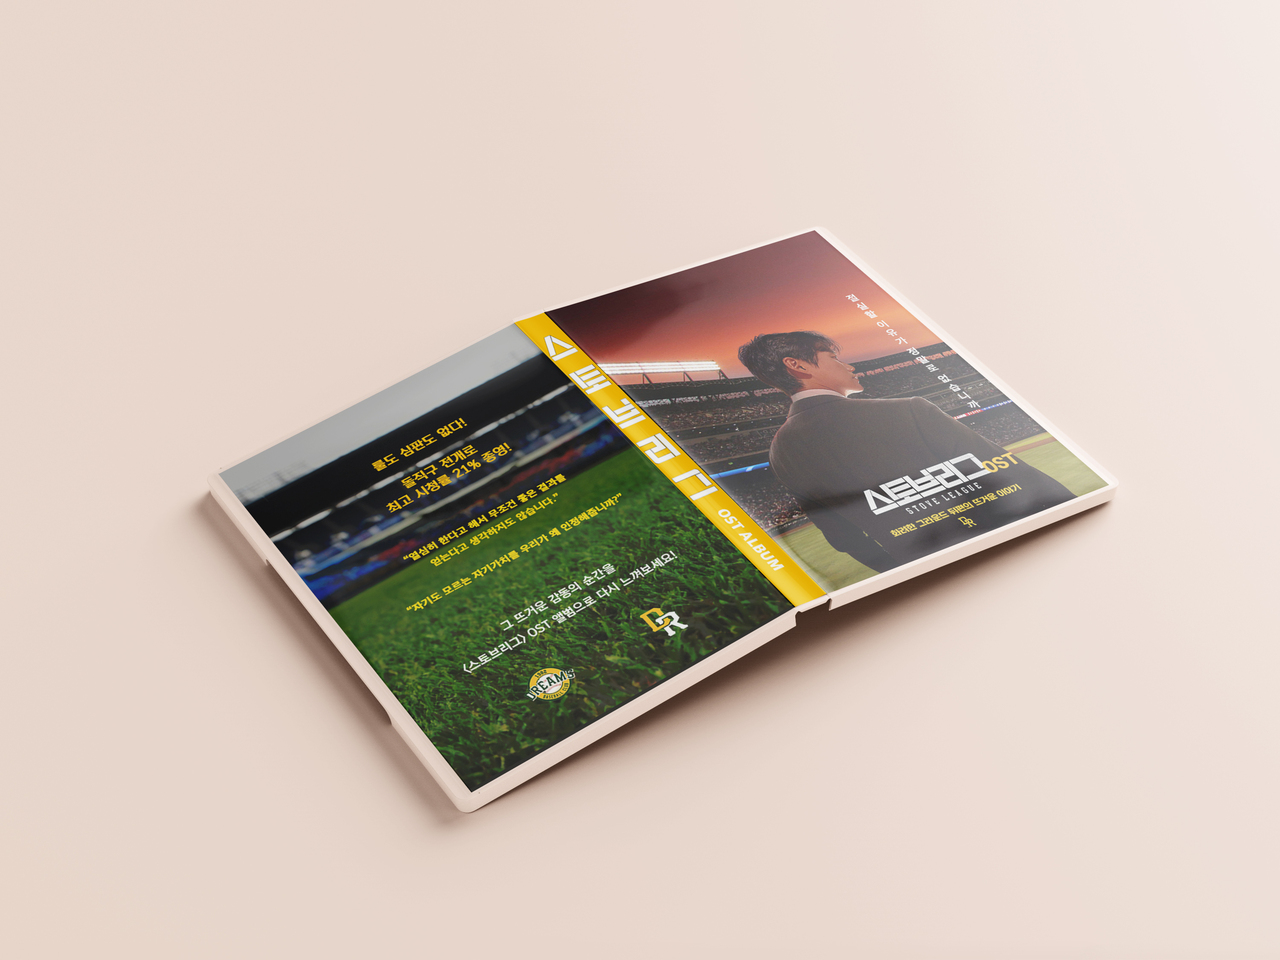 룰도 심판도 없다!
돌직구 전개로
최고 시청률 21% 종영!
“열심히 한다고 해서 무조건 좋은 결과를
얻는다고 생각하지도 않습니다.”
“자기도 모르는 자기가치를 우리가 왜 인정해줍니까?”
그 뜨거운 감동의 순간을
〈스토브리그〉 OST 앨범으로 다시 느껴보세요!
DREAMS
DR
스토브리그
OST ALBUM
이유가 정말로 없습니까
스토브리그 OST
STOVE LEAGUE
화려한 그라운드 뒤편의 뜨거운 이야기
DR